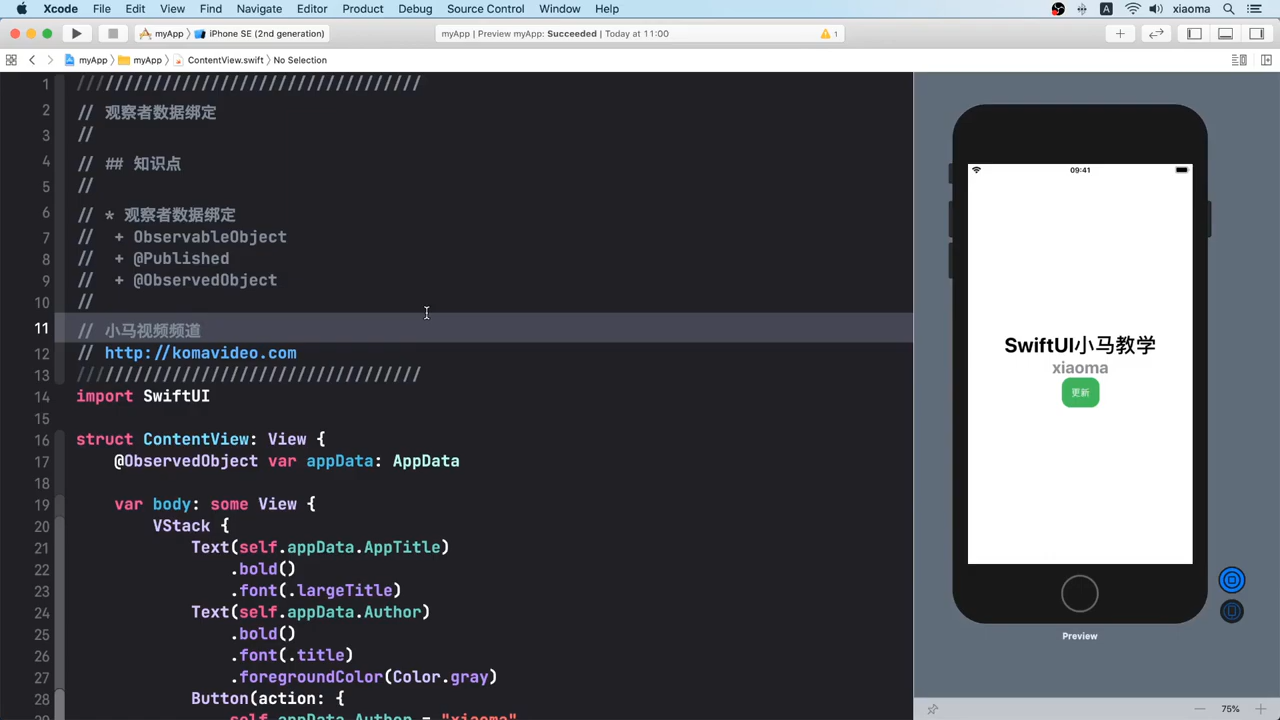 Xcode File Edit View Find Navigate Editor Product Debug Source Control Window Help xiaoma
myApp iPhone SE (2nd generation) myApp | Preview myApp: Succeeded | Today at 11:00 1
myApp myApp ContentView.swift No Selection
1 /////////////////////////////////////
2 // 观察者数据绑定
3 //
4 // ## 知识点
5 //
6 // * 观察者数据绑定
7 // + ObservableObject
8 // + @Published
9 // + @ObservedObject
10 //
11 // 小马视频频道
12 // http://komavideo.com
13 /////////////////////////////////////
14 import SwiftUI
15
16 struct ContentView: View {
17 @ObservedObject var appData: AppData
18
19 var body: some View {
20 VStack {
21 Text(self.appData.AppTitle)
22 .bold()
23 .font(.largeTitle)
24 Text(self.appData.Author)
25 .bold()
26 .font(.title)
27 .foregroundColor(Color.gray)
28 Button(action: {
self.appData.Author = "xiaoma"
09:41
SwiftUI小马教学
xiaoma
更新
Preview
75%